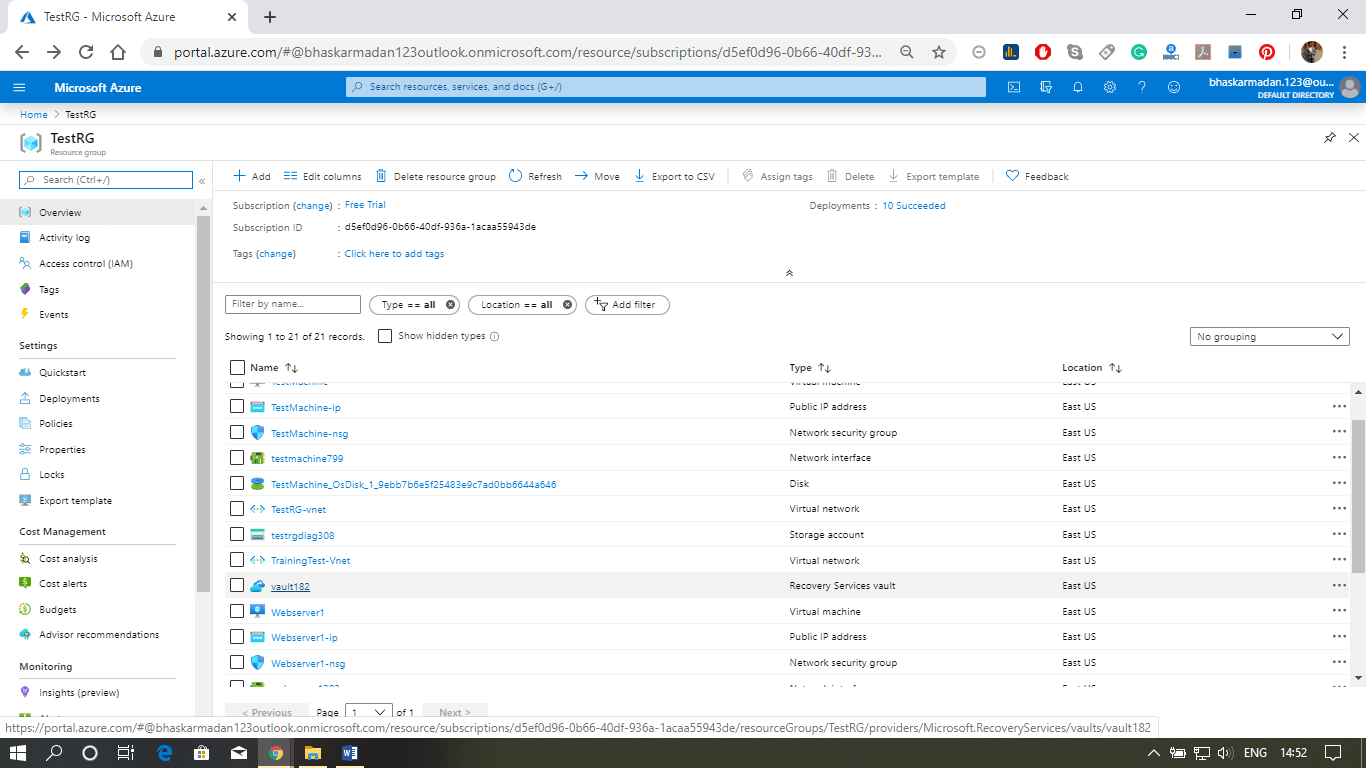 TestRG - Microsoft Azure
portal.azure.com/#@bhaskarmadan123outlook.onmicrosoft.com/resource/subscriptions/d5ef0d96-0b66-40df-93...
Microsoft Azure
Search resources, services, and docs (G+/)
bhaskarmadan.123@ou...
DEFAULT DIRECTORY
Home > TestRG
TestRG
Resource group
Search (Ctrl+/)
«
Add
Edit columns
Delete resource group
Refresh
Move
Export to CSV
Assign tags
Delete
Export template
Feedback
Overview
Activity log
Access control (IAM)
Tags
Events
Settings
Quickstart
Deployments
Policies
Properties
Locks
Export template
Cost Management
Cost analysis
Cost alerts
Budgets
Advisor recommendations
Monitoring
Insights (preview)
Subscription (change) : Free Trial
Deployments : 10 Succeeded
Subscription ID : d5ef0d96-0b66-40df-936a-1acaa55943de
Tags (change) : Click here to add tags
Filter by name...
Type == all
Location == all
Add filter
Showing 1 to 21 of 21 records.
Show hidden types
No grouping
Name Type Location
TestMachine Virtual machine East US
TestMachine-ip Public IP address East US
TestMachine-nsg Network security group East US
testmachine799 Network interface East US
TestMachine_OsDisk_1_9ebb7b6e5f25483e9c7ad0bb6644a646 Disk East US
TestRG-vnet Virtual network East US
testrgdiag308 Storage account East US
TrainingTest-Vnet Virtual network East US
vault182 Recovery Services vault East US
Webserver1 Virtual machine East US
Webserver1-ip Public IP address East US
Webserver1-nsg Network security group East US
< Previous Page 1 of 1 Next >
https://portal.azure.com/#@bhaskarmadan123outlook.onmicrosoft.com/resource/subscriptions/d5ef0d96-0b66-40df-936a-1acaa55943de/resourceGroups/TestRG/providers/Microsoft.RecoveryServices/vaults/vault182
ENG 14:52